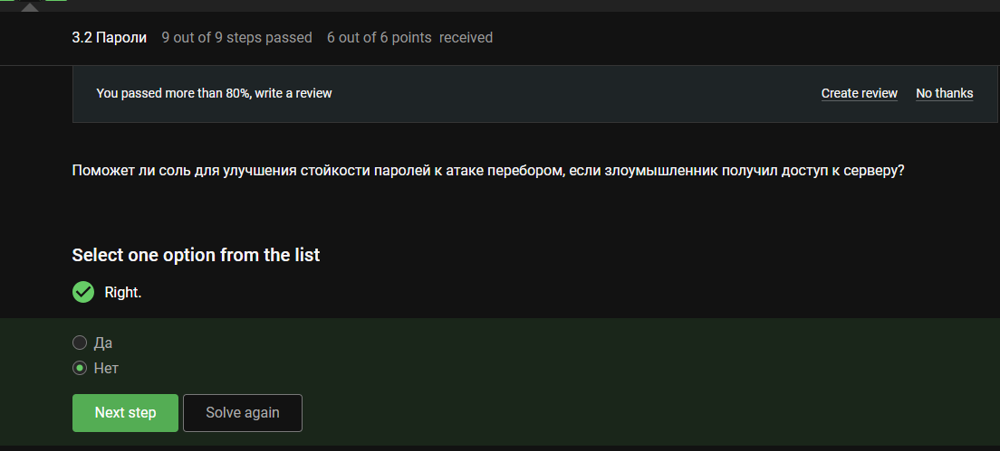 3.2 Пароли 9 out of 9 steps passed 6 out of 6 points received
You passed more than 80%, write a review Create review No thanks
Поможет ли соль для улучшения стойкости паролей к атаке перебором, если злоумышленник получил доступ к серверу?
Select one option from the list
Right.
Да
Нет
Next step Solve again